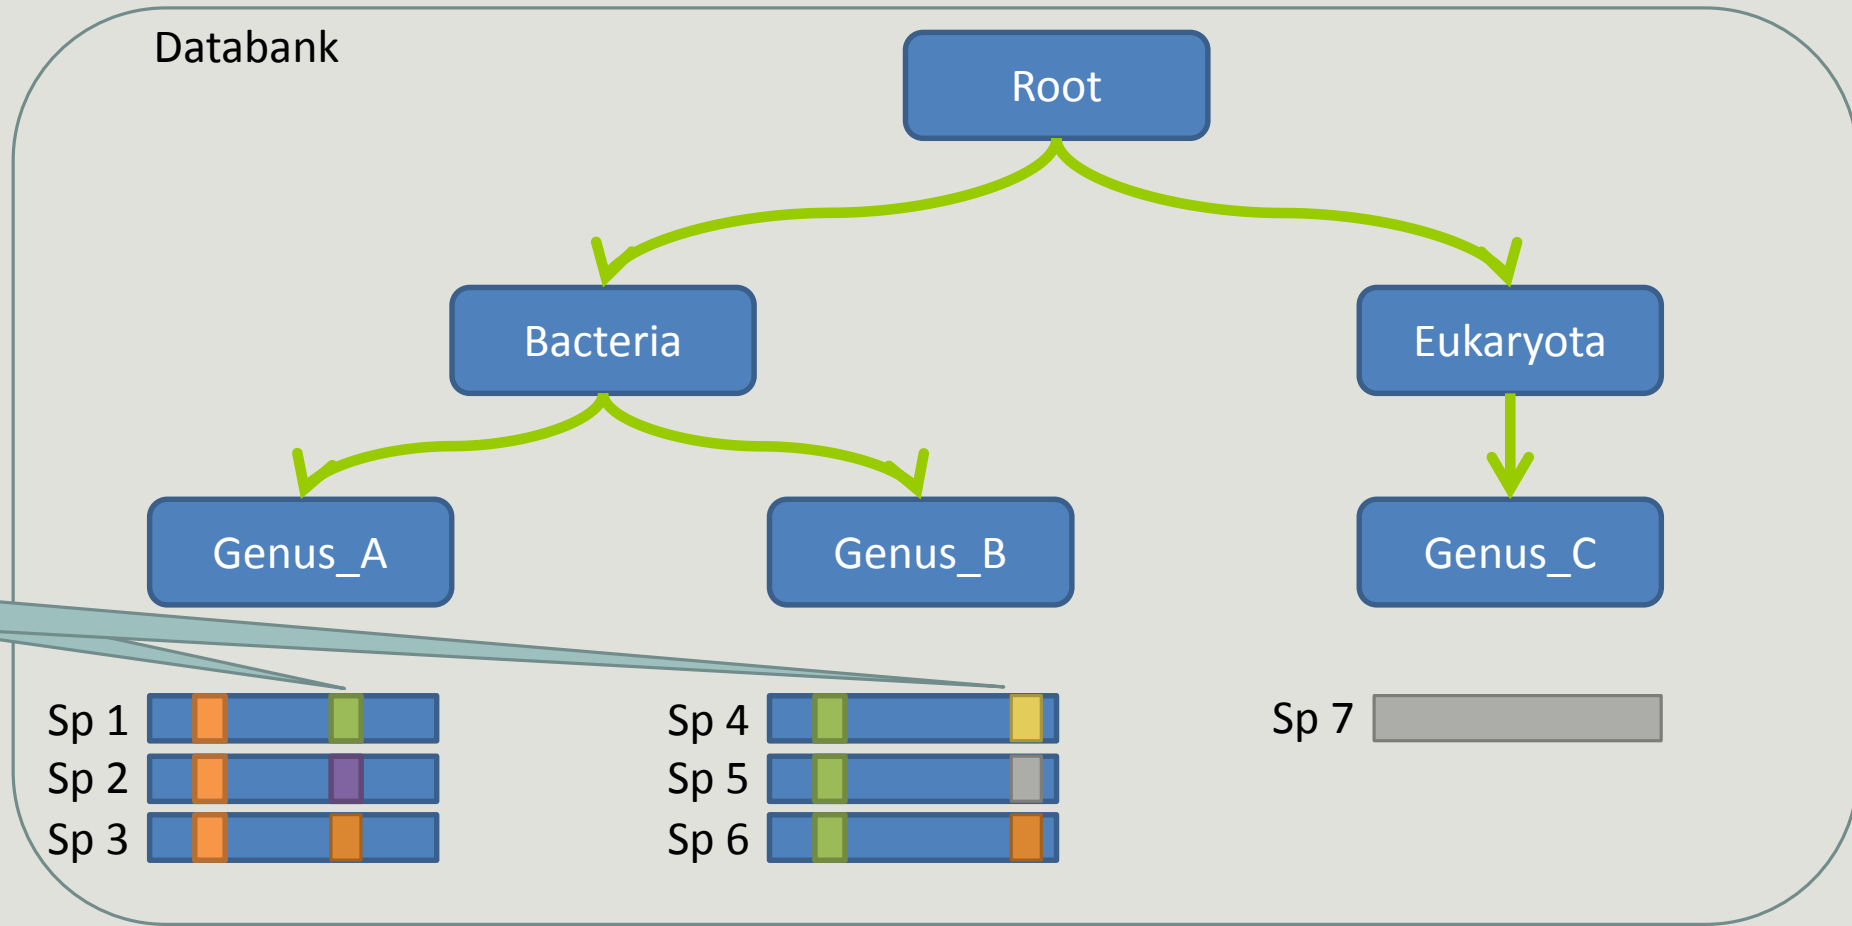 Databank
Root
Bacteria
Eukaryota
Genus_A
Genus_B
Genus_C
Sp 1
Sp 2
Sp 3
Sp 4
Sp 5
Sp 6
Sp 7